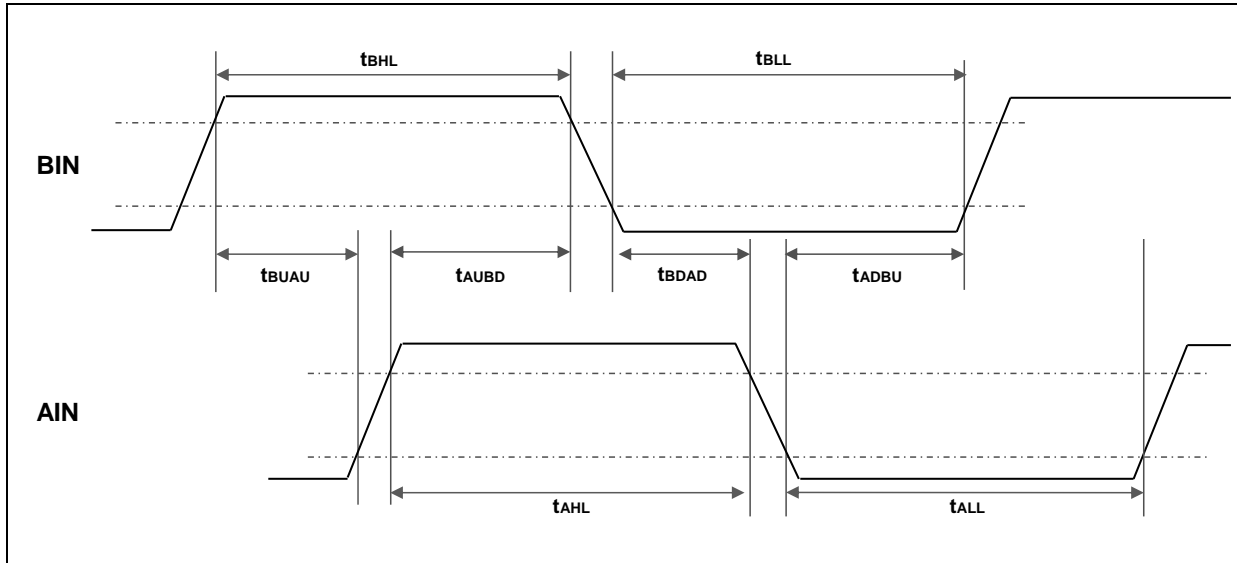 tBHL
tBLL
BIN
tBUAU
tAUBD
tBDAD
tADBU
AIN
tAHL
tALL